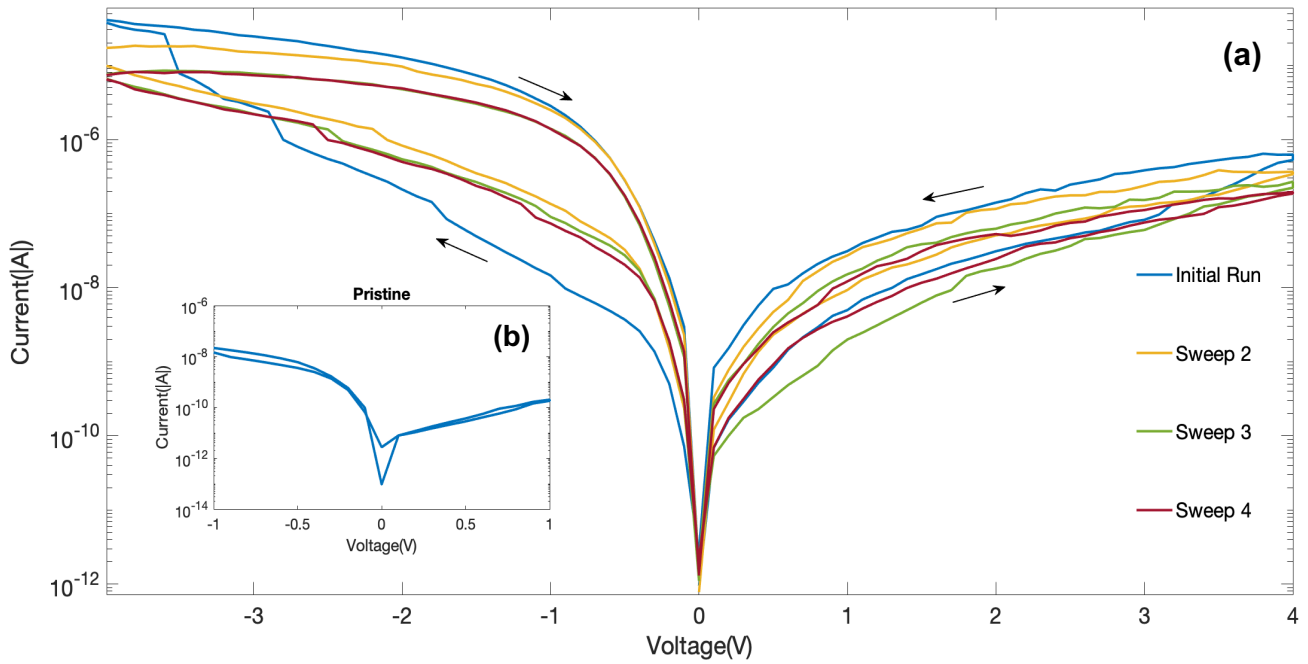 (a)
Current(|A|)
10^-6
10^-8
10^-10
10^-12
-3
-2
-1
0
1
2
3
4
Voltage(V)
Initial Run
Sweep 2
Sweep 3
Sweep 4
Pristine
(b)
Current(|A|)
10^-6
10^-8
10^-10
10^-12
10^-14
-1
-0.5
0
0.5
1
Voltage(V)